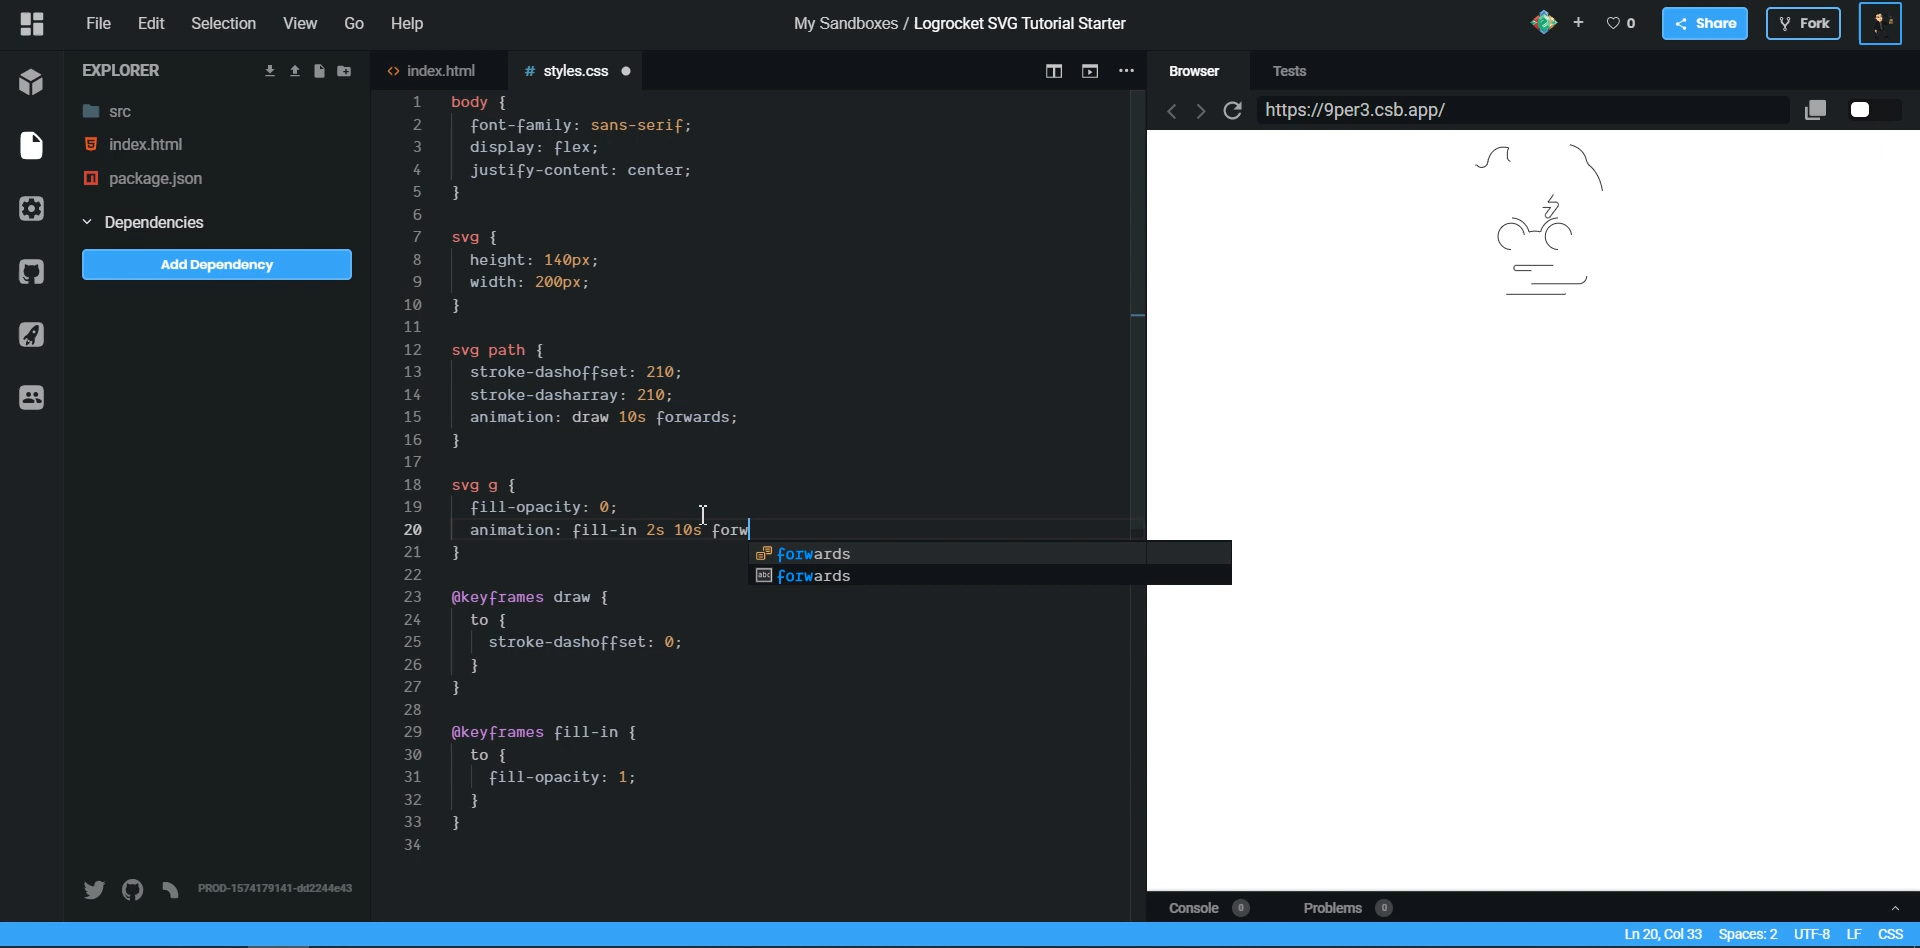 File Edit Selection View Go Help
My Sandboxes / Logrocket SVG Tutorial Starter
+ 0 Share Fork
EXPLORER
src
index.html
package.json
Dependencies
Add Dependency
PROD-1574179141-dd2244e43
<> index.html # styles.css
1 body {
2 font-family: sans-serif;
3 display: flex;
4 justify-content: center;
5 }
6
7 svg {
8 height: 140px;
9 width: 200px;
10 }
11
12 svg path {
13 stroke-dashoffset: 210;
14 stroke-dasharray: 210;
15 animation: draw 10s forwards;
16 }
17
18 svg g {
19 fill-opacity: 0;
20 animation: fill-in 2s 10s forw
forwards
abc forwards
21 }
22
23 @keyframes draw {
24 to {
25 stroke-dashoffset: 0;
26 }
27 }
28
29 @keyframes fill-in {
30 to {
31 fill-opacity: 1;
32 }
33 }
34
Browser Tests
https://9per3.csb.app/
Console 0 Problems 0
Ln 20, Col 33 Spaces: 2 UTF-8 LF CSS